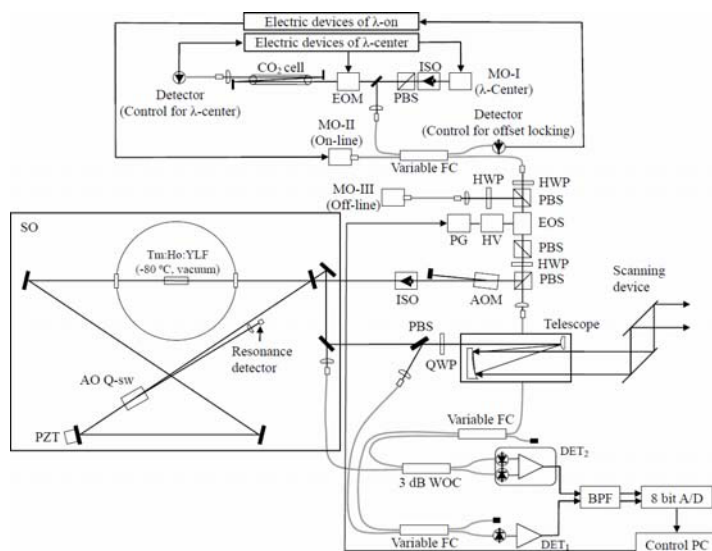 Electric devices of λ-on
Electric devices of λ-center
CO2 cell
ISO
MO-I
(λ-Center)
Detector
(Control for λ-center)
EOM
PBS
Detector
(Control for offset locking)
MO-II
(On-line)
Variable FC
HWP
HWP
MO-III
(Off-line)
PBS
EOS
PG
HV
SO
PBS
Tm:Ho:YLF
(-80 ºC, vacuum)
HWP
PBS
Scanning
device
ISO
AOM
Telescope
PBS
QWP
Resonance
detector
AO Q-sw
PZT
Variable FC
DET2
3 dB WOC
BPF
8 bit A/D
Variable FC
DET1
Control PC